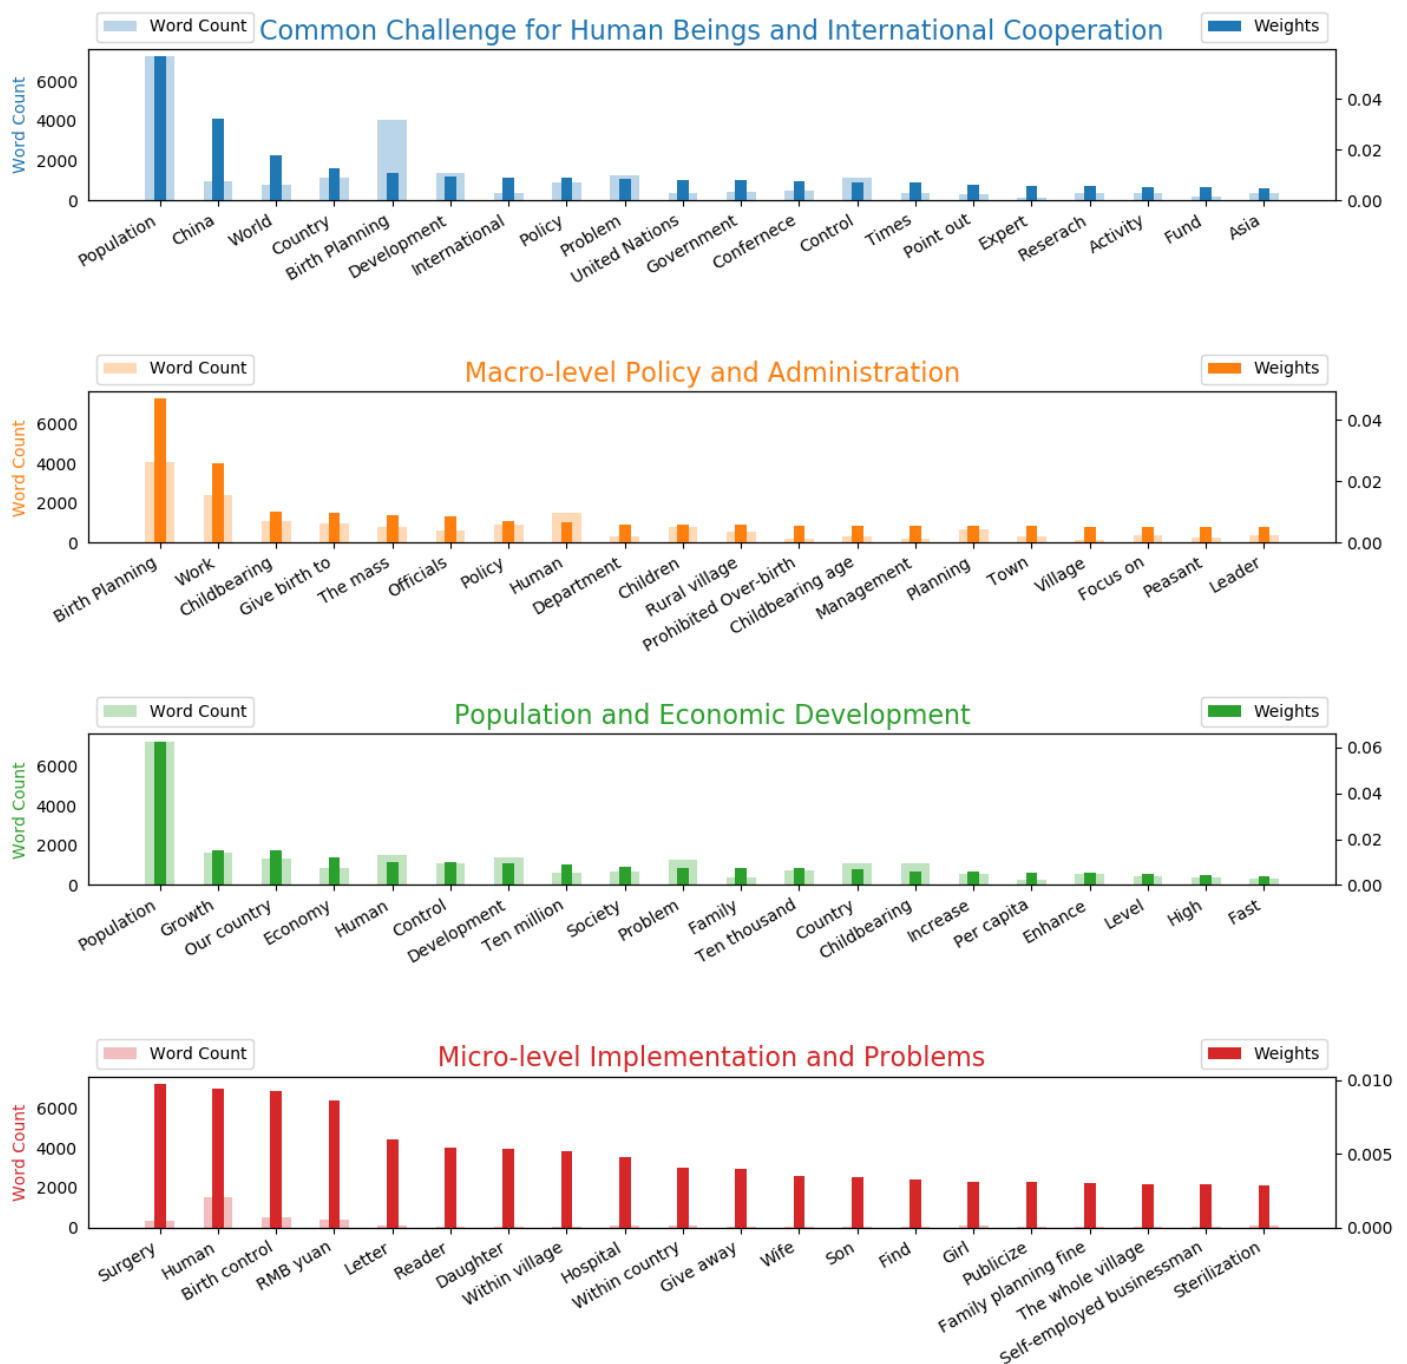 Word Count
Common Challenge for Human Beings and International Cooperation
Weights
Word Count
6000
4000
2000
0
0.04
0.02
0.00
Population
China
World
Country
Birth Planning
Development
International
Policy
Problem
United Nations
Government
Confernece
Control
Times
Point out
Expert
Reserach
Activity
Fund
Asia
Word Count
Macro-level Policy and Administration
Weights
Word Count
6000
4000
2000
0
0.04
0.02
0.00
Birth Planning
Work
Childbearing
Give birth to
The mass
Officials
Policy
Human
Department
Children
Rural village
Prohibited Over-birth
Childbearing age
Management
Planning
Town
Village
Focus on
Peasant
Leader
Word Count
Population and Economic Development
Weights
Word Count
6000
4000
2000
0
0.06
0.04
0.02
0.00
Population
Growth
Our country
Economy
Human
Control
Development
Ten million
Society
Problem
Family
Ten thousand
Country
Childbearing
Increase
Per capita
Enhance
Level
High
Fast
Word Count
Micro-level Implementation and Problems
Weights
Word Count
6000
4000
2000
0
0.010
0.005
0.000
Surgery
Human
Birth control
RMB yuan
Letter
Reader
Daughter
Within village
Hospital
Within country
Give away
Wife
Son
Find
Girl
Publicize
Family planning fine
The whole village
Self-employed businessman
Sterilization